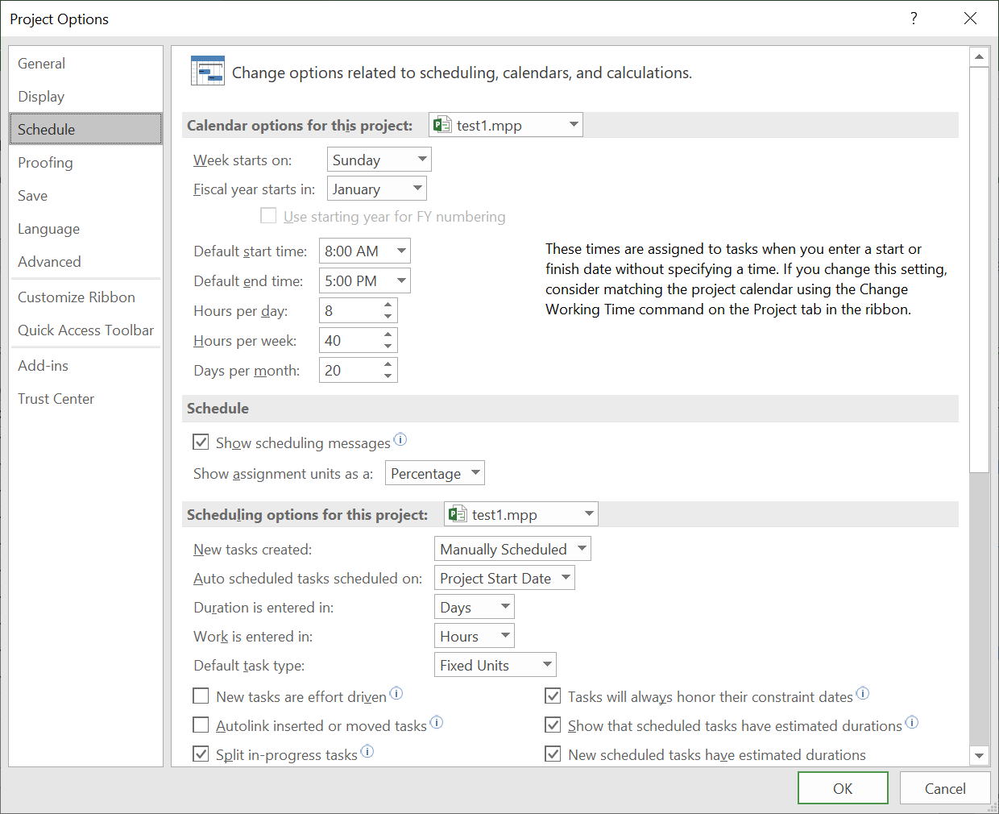 Project Options
?
General
Display
Schedule
Proofing
Save
Language
Advanced
Customize Ribbon
Quick Access Toolbar
Add-ins
Trust Center
Change options related to scheduling, calendars, and calculations.
Calendar options for this project: test1.mpp
Week starts on: Sunday
Fiscal year starts in: January
Use starting year for FY numbering
Default start time: 8:00 AM
Default end time: 5:00 PM
Hours per day: 8
Hours per week: 40
Days per month: 20
These times are assigned to tasks when you enter a start or
finish date without specifying a time. If you change this setting,
consider matching the project calendar using the Change
Working Time command on the Project tab in the ribbon.
Schedule
Show scheduling messages
Show assignment units as a: Percentage
Scheduling options for this project: test1.mpp
New tasks created: Manually Scheduled
Auto scheduled tasks scheduled on: Project Start Date
Duration is entered in: Days
Work is entered in: Hours
Default task type: Fixed Units
New tasks are effort driven
Autolink inserted or moved tasks
Split in-progress tasks
Tasks will always honor their constraint dates
Show that scheduled tasks have estimated durations
New scheduled tasks have estimated durations
OK
Cancel